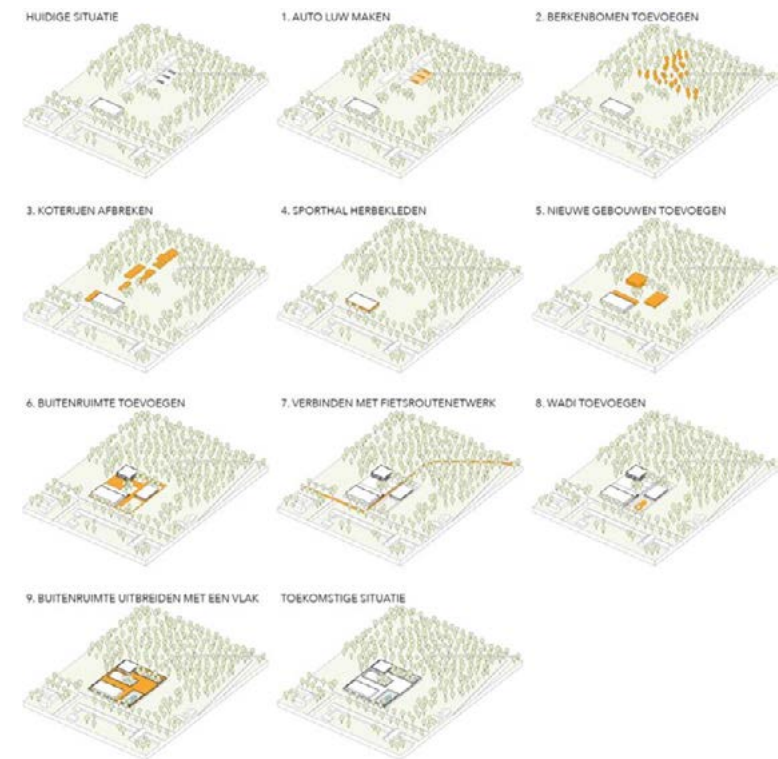 HUIDIGE SITUATIE
1. AUTO LUW MAKEN
2. BERKENBOMEN TOEVOEGEN
3. KOTERIJEN AFBREKEN
4. SPORTHAL HERBEKLEDEN
5. NIEUWE GEBOUWEN TOEVOEGEN
6. BUITENRUIMTE TOEVOEGEN
7. VERBINDEN MET FIETSROUTENETWERK
8. WADI TOEVOEGEN
9. BUITENRUIMTE UITBREIDEN MET EEN VLAK
TOEKOMSTIGE SITUATIE